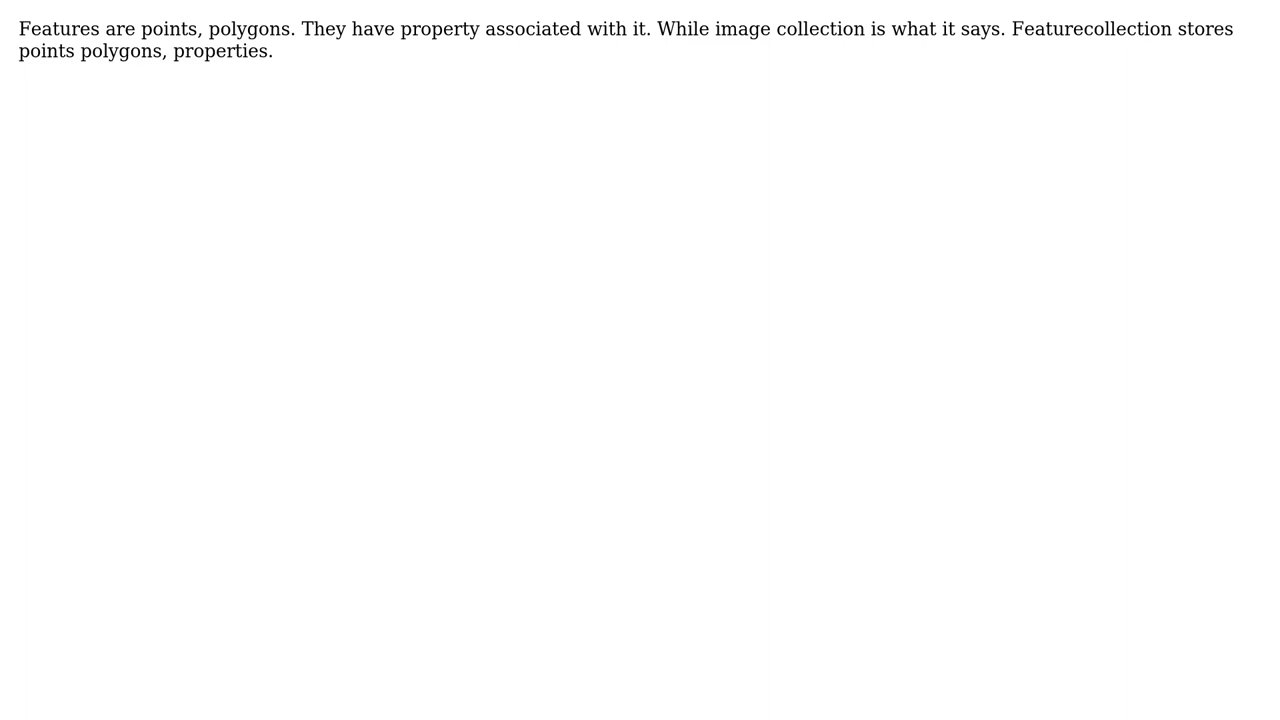 Features are points, polygons. They have property associated with it. While image collection is what it says. Featurecollection stores
points polygons, properties.